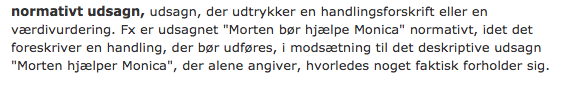 normativt udsagn, udsagn, der udtrykker en handlingsforskrift eller en
værdivurdering. Fx er udsagnet "Morten bør hjælpe Monica" normativt, idet det
foreskriver en handling, der bør udføres, i modsætning til det deskriptive udsagn
"Morten hjælper Monica", der alene angiver, hvorledes noget faktisk forholder sig.